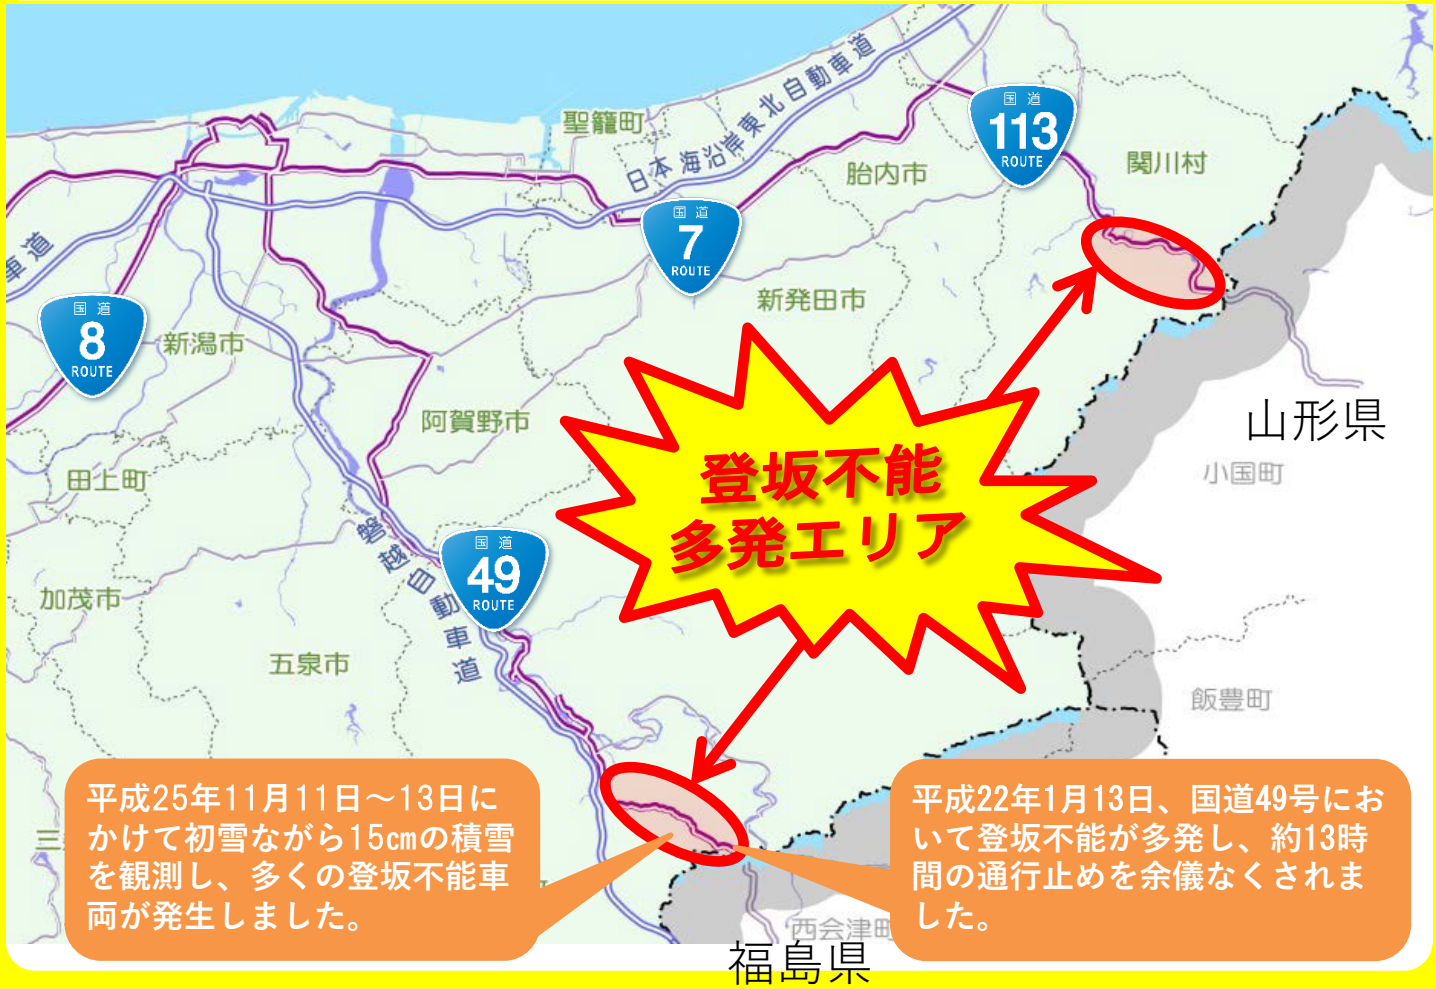 日本海沿岸東北自動車道
聖籠町
国道
113
ROUTE
胎内市
関川村
国道
7
ROUTE
車道
新発田市
国道
8
ROUTE
新潟市
阿賀野市
山形県
小国町
登坂不能
多発エリア
田上町
磐越自動車道
国道
49
ROUTE
加茂市
五泉市
飯豊町
平成25年11月11日~13日に
かけて初雪ながら15㎝の積雪
を観測し、多くの登坂不能車
両が発生しました。
平成22年1月13日、国道49号にお
いて登坂不能が多発し、約13時
間の通行止めを余儀なくされま
した。
三
町
西会津町
福島県